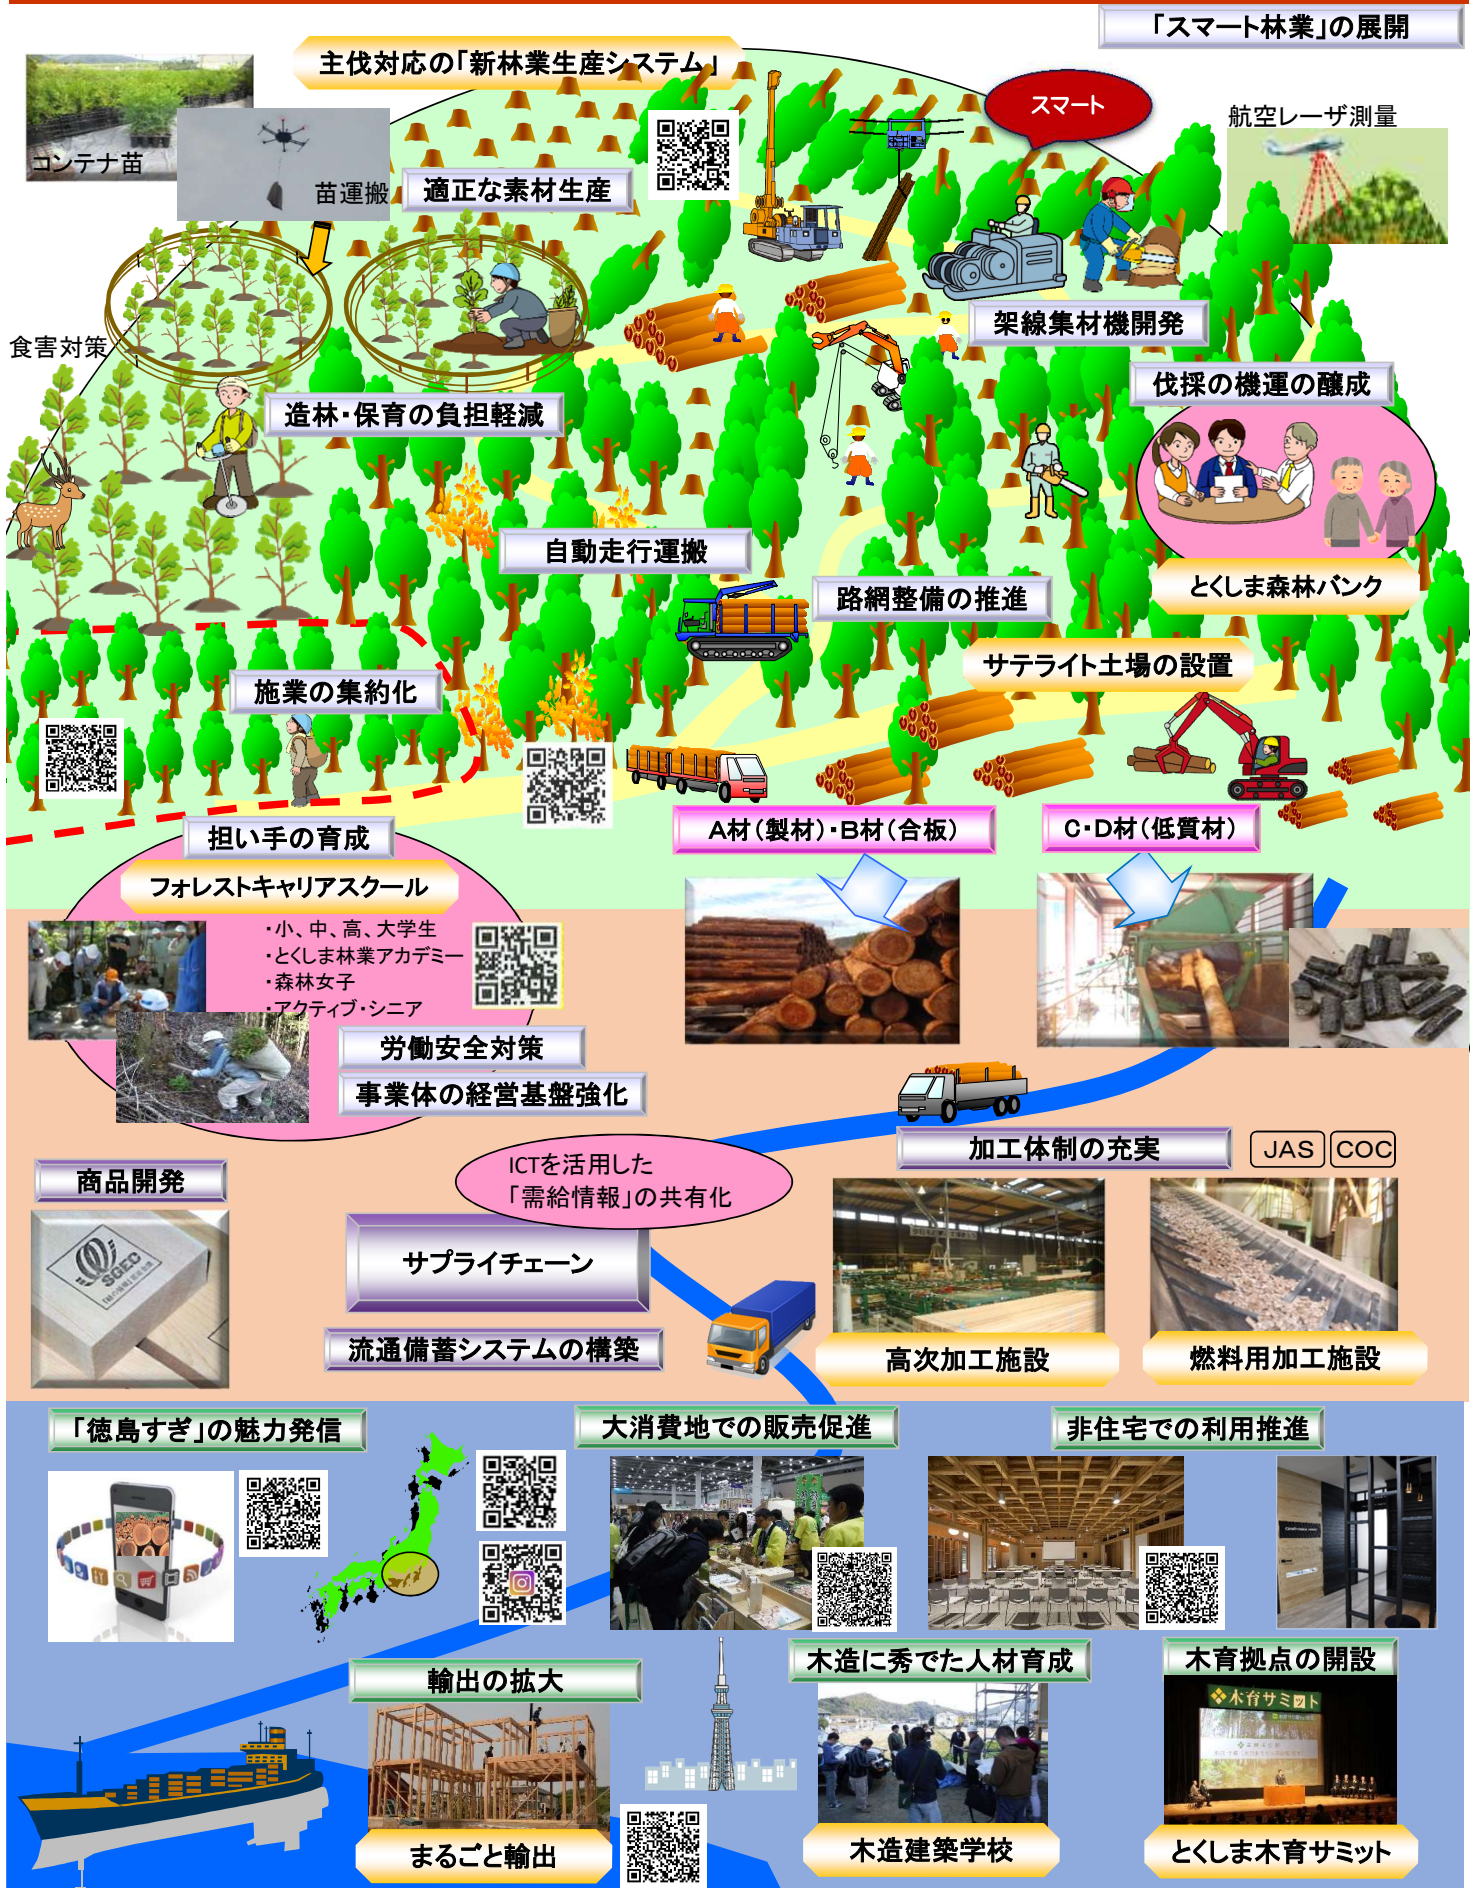 「スマート林業」の展開
主伐対応の「新林業生産システム」
スマート
航空レーザ測量
コンテナ苗
苗運搬
適正な素材生産
架線集材機開発
食害対策
伐採の機運の醸成
造林・保育の負担軽減
自動走行運搬
とくしま森林バンク
路網整備の推進
サテライト土場の設置
施業の集約化
A材(製材)・B材(合板)
C・D材(低質材)
担い手の育成
フォレストキャリアスクール
・小、中、高、大学生
・とくしま林業アカデミー
・森林女子
・アクティブ・シニア
労働安全対策
事業体の経営基盤強化
加工体制の充実
JAS
COC
ICTを活用した
「需給情報」の共有化
商品開発
SGEC
サプライチェーン
流通備蓄システムの構築
高次加工施設
燃料用加工施設
「徳島すぎ」の魅力発信
大消費地での販売促進
非住宅での利用推進
輸出の拡大
木造に秀でた人材育成
木育拠点の開設
木育サミット
まるごと輸出
木造建築学校
とくしま木育サミット